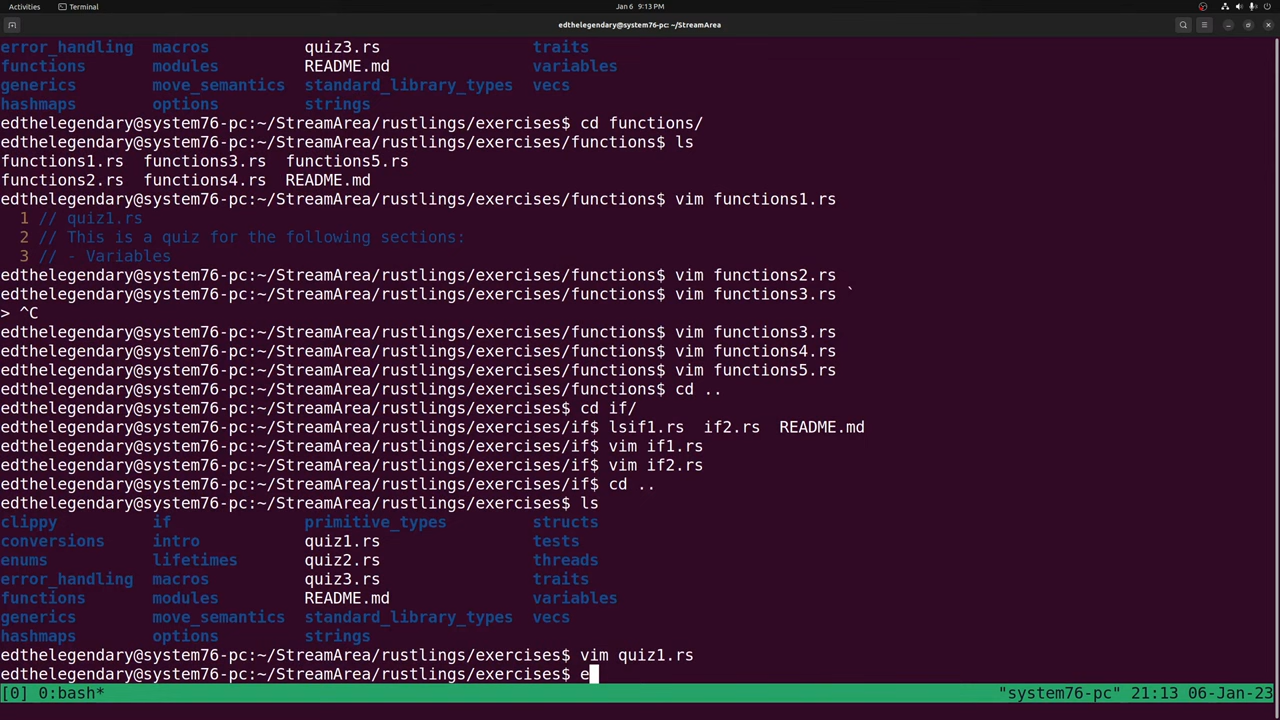 Activities Terminal Jan 6 9:13 PM
edthelegendary@system76-pc: ~/StreamArea
error_handling macros quiz3.rs traits
functions modules README.md variables
generics move_semantics standard_library_types vecs
hashmaps options strings
edthelegendary@system76-pc:~/StreamArea/rustlings/exercises$ cd functions/
edthelegendary@system76-pc:~/StreamArea/rustlings/exercises/functions$ ls
functions1.rs functions3.rs functions5.rs
functions2.rs functions4.rs README.md
edthelegendary@system76-pc:~/StreamArea/rustlings/exercises/functions$ vim functions1.rs
1 // quiz1.rs
2 // This is a quiz for the following sections:
3 // - Variables
edthelegendary@system76-pc:~/StreamArea/rustlings/exercises/functions$ vim functions2.rs
edthelegendary@system76-pc:~/StreamArea/rustlings/exercises/functions$ vim functions3.rs `
> ^C
edthelegendary@system76-pc:~/StreamArea/rustlings/exercises/functions$ vim functions3.rs
edthelegendary@system76-pc:~/StreamArea/rustlings/exercises/functions$ vim functions4.rs
edthelegendary@system76-pc:~/StreamArea/rustlings/exercises/functions$ vim functions5.rs
edthelegendary@system76-pc:~/StreamArea/rustlings/exercises/functions$ cd ..
edthelegendary@system76-pc:~/StreamArea/rustlings/exercises$ cd if/
edthelegendary@system76-pc:~/StreamArea/rustlings/exercises/if$ lsif1.rs if2.rs README.md
edthelegendary@system76-pc:~/StreamArea/rustlings/exercises/if$ vim if1.rs
edthelegendary@system76-pc:~/StreamArea/rustlings/exercises/if$ vim if2.rs
edthelegendary@system76-pc:~/StreamArea/rustlings/exercises/if$ cd ..
edthelegendary@system76-pc:~/StreamArea/rustlings/exercises$ ls
clippy if primitive_types structs
conversions intro quiz1.rs tests
enums lifetimes quiz2.rs threads
error_handling macros quiz3.rs traits
functions modules README.md variables
generics move_semantics standard_library_types vecs
hashmaps options strings
edthelegendary@system76-pc:~/StreamArea/rustlings/exercises$ vim quiz1.rs
edthelegendary@system76-pc:~/StreamArea/rustlings/exercises$ e
[0] 0:bash* "system76-pc" 21:13 06-Jan-23